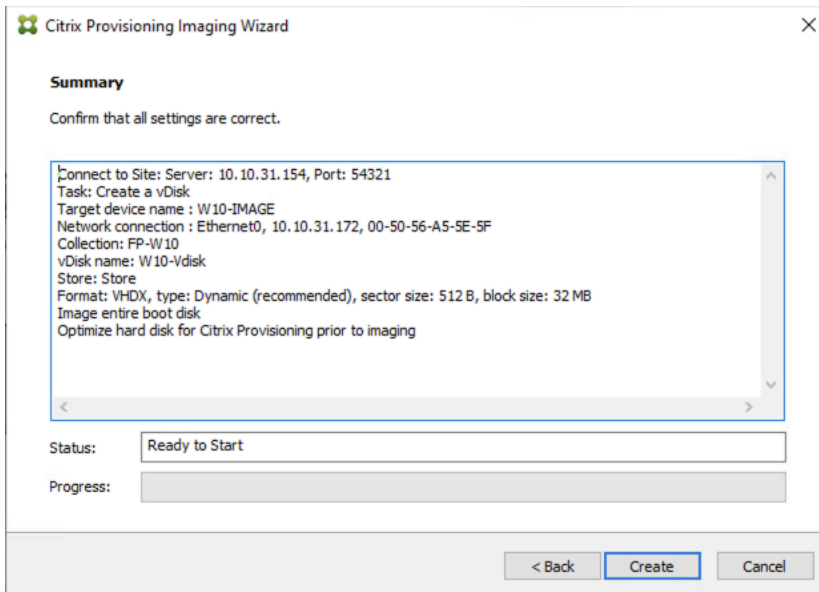 Citrix Provisioning Imaging Wizard
Summary
Confirm that all settings are correct.
Connect to Site: Server: 10.10.31.154, Port: 54321
Task: Create a vDisk
Target device name : W10-IMAGE
Network connection : Ethernet0, 10.10.31.172, 00-50-56-A5-5E-5F
Collection: FP-W10
vDisk name: W10-Vdisk
Store: Store
Format: VHDX, type: Dynamic (recommended), sector size: 512 B, block size: 32 MB
Image entire boot disk
Optimize hard disk for Citrix Provisioning prior to imaging
Status: Ready to Start
Progress:
< Back Create Cancel